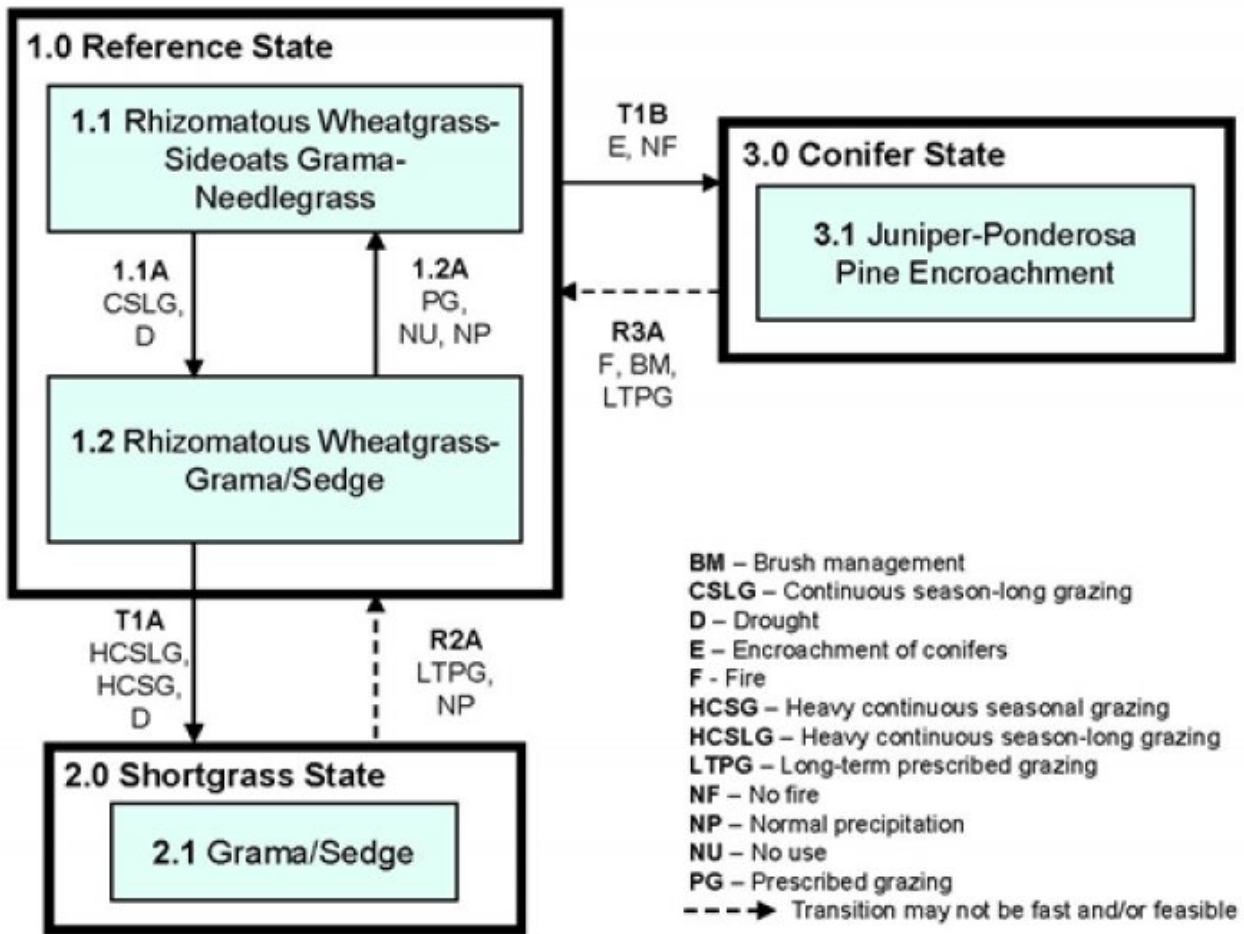 1.0 Reference State
1.1 Rhizomatous Wheatgrass-
Sideoats Grama-
Needlegrass
1.1A
CSLG,
D
1.2A
PG,
NU, NP
1.2 Rhizomatous Wheatgrass-
Grama/Sedge
T1B
E, NF
3.0 Conifer State
3.1 Juniper-Ponderosa
Pine Encroachment
R3A
F, BM,
LTPG
T1A
HCSLG,
HCSG,
D
R2A
LTPG,
NP
2.0 Shortgrass State
2.1 Grama/Sedge
BM – Brush management
CSLG – Continuous season-long grazing
D – Drought
E – Encroachment of conifers
F - Fire
HCSG – Heavy continuous seasonal grazing
HCSLG – Heavy continuous season-long grazing
LTPG – Long-term prescribed grazing
NF – No fire
NP – Normal precipitation
NU – No use
PG – Prescribed grazing
Transition may not be fast and/or feasible